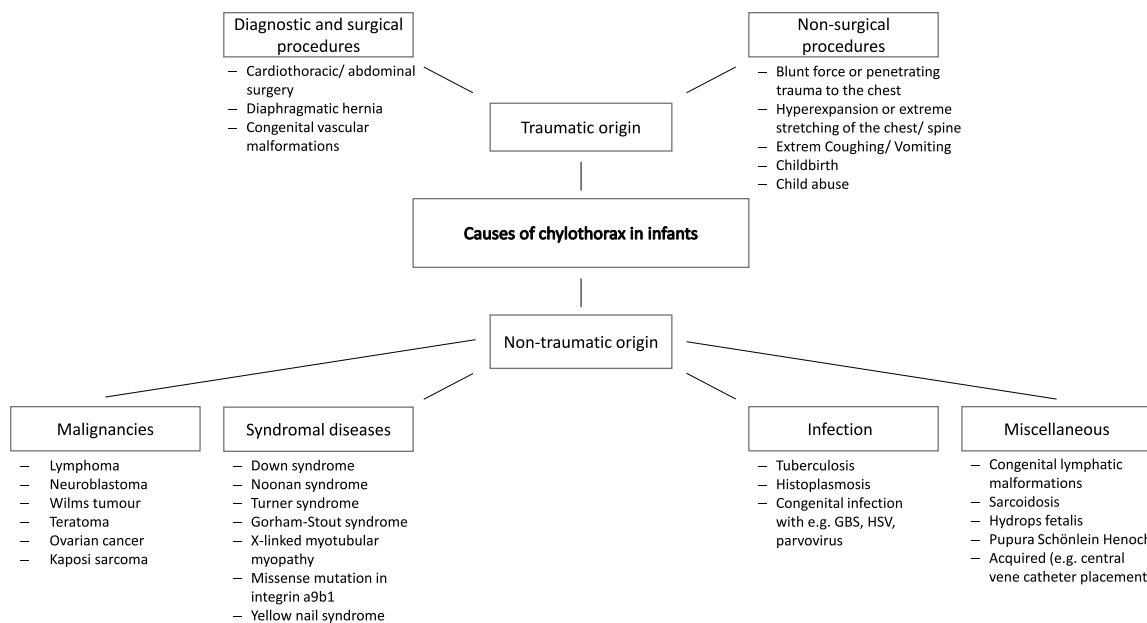 Diagnostic and surgical
procedures
– Cardiothoracic/ abdominal
surgery
– Diaphragmatic hernia
– Congenital vascular
malformations
Non-surgical
procedures
– Blunt force or penetrating
trauma to the chest
– Hyperexpansion or extreme
stretching of the chest/ spine
– Extrem Coughing/ Vomiting
– Childbirth
– Child abuse
Traumatic origin
Causes of chylothorax in infants
Non-traumatic origin
Malignancies
– Lymphoma
– Neuroblastoma
– Wilms tumour
– Teratoma
– Ovarian cancer
– Kaposi sarcoma
Syndromal diseases
– Down syndrome
– Noonan syndrome
– Turner syndrome
– Gorham-Stout syndrome
– X-linked myotubular
myopathy
– Missense mutation in
integrin a9b1
– Yellow nail syndrome
Infection
– Tuberculosis
– Histoplasmosis
– Congenital infection
with e.g. GBS, HSV,
parvovirus
Miscellaneous
– Congenital lymphatic
malformations
– Sarcoidosis
– Hydrops fetalis
– Pupura Schönlein Henoch
– Acquired (e.g. central
vene catheter placement